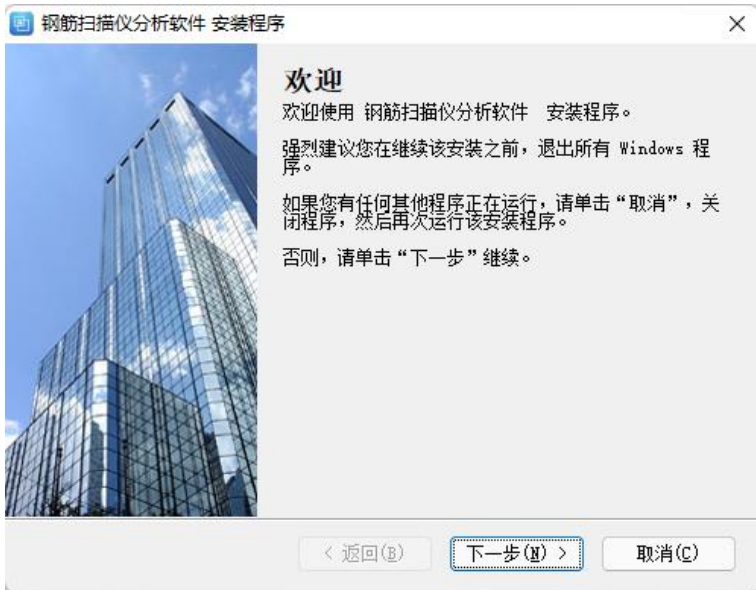 钢筋扫描仪分析软件 安装程序
欢迎
欢迎使用 钢筋扫描仪分析软件 安装程序。
强烈建议您在继续该安装之前，退出所有 Windows 程
序。
如果您有任何其他程序正在运行，请单击“取消”，关
闭程序，然后再次运行该安装程序。
否则，请单击“下一步”继续。
< 返回(B)
下一步(N) >
取消(C)